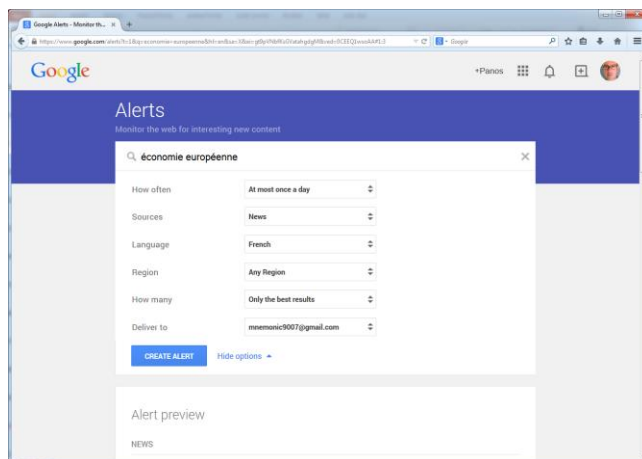 Google Alerts - Monitor th...
Google
Google
+Panos
Alerts
Monitor the web for interesting new content
économie européenne
How often
At most once a day
Sources
News
Language
French
Region
Any Region
How many
Only the best results
Deliver to
mnemonic9007@gmail.com
CREATE ALERT
Hide options
Alert preview
NEWS